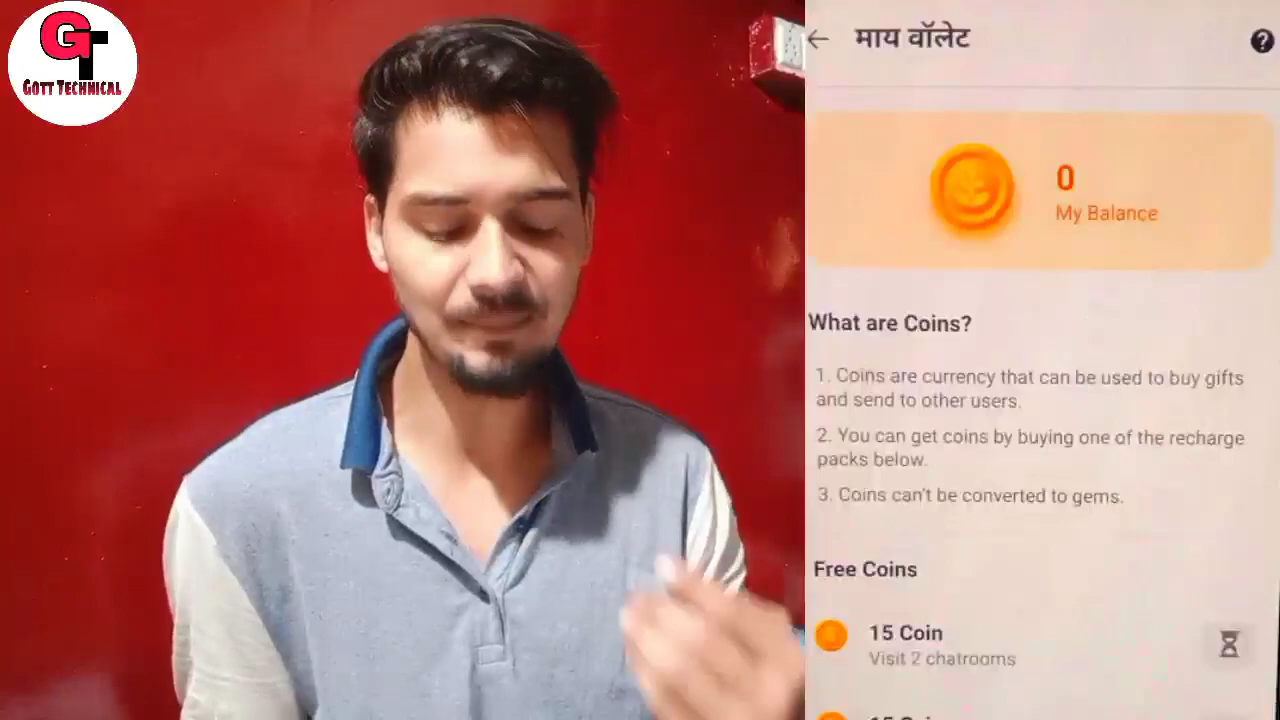 GT
GOTT TECHNICAL
माय वॉलेट
?
0
My Balance
What are Coins?
1. Coins are currency that can be used to buy gifts
and send to other users.
2. You can get coins by buying one of the recharge
packs below.
3. Coins can't be converted to gems.
Free Coins
15 Coin
Visit 2 chatrooms